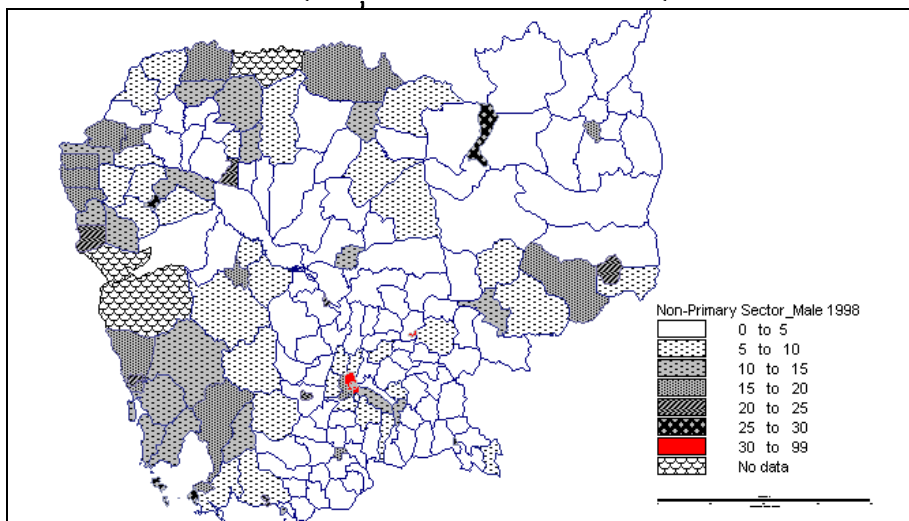 Non-Primary Sector_Male 1998
0 to 5
5 to 10
10 to 15
15 to 20
20 to 25
25 to 30
30 to 99
No data